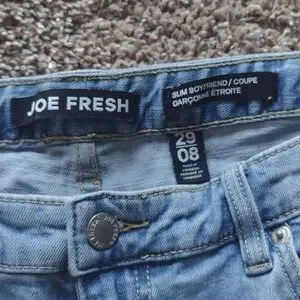 JOE FRESH
SLIM BOYFRIEND / COUPE
GARÇONNE ÉTROITE
29
08